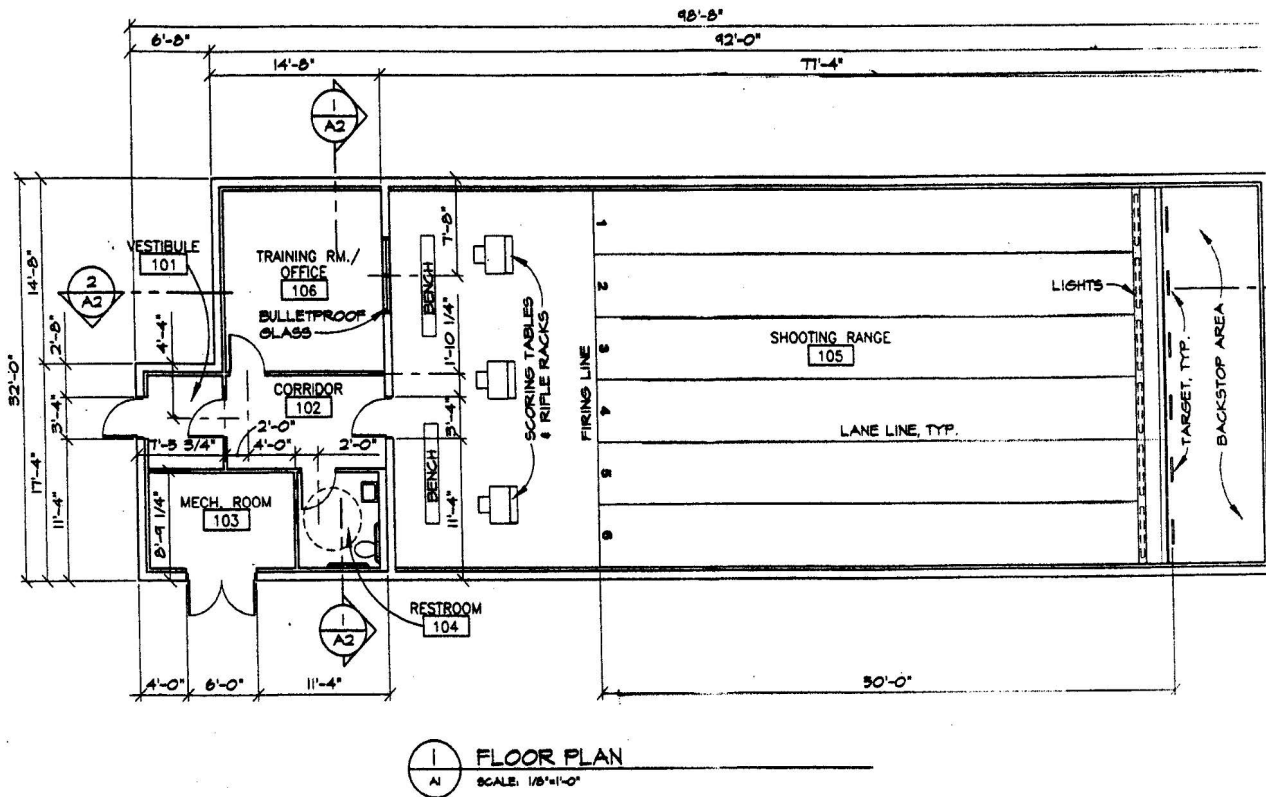 98'-8"
6'-8"
92'-0"
14'-8"
77'-4"
1
A2
VESTIBULE
101
2
A2
TRAINING RM./
OFFICE
106
BULLETPROOF
GLASS
BENCH
7'-8"
1'-10 1/4"
3'-4"
11'-4"
BENCH
SCORING TABLES
& RIFLE RACKS
FIRING LINE
1
2
3
4
5
6
SHOOTING RANGE
105
LANE LINE, TYP.
LIGHTS
TARGET, TYP.
BACKSTOP AREA
32'-0"
14'-8"
17'-4"
2'-8"
3'-4"
11'-4"
4'-4"
CORRIDOR
102
2'-0"
7'-5 3/4"
4'-0"
2'-0"
MECH. ROOM
103
8'-9 1/4"
RESTROOM
104
1
A2
4'-0"
6'-0"
11'-4"
50'-0"
1
A1
FLOOR PLAN
SCALE: 1/8"=1'-0"